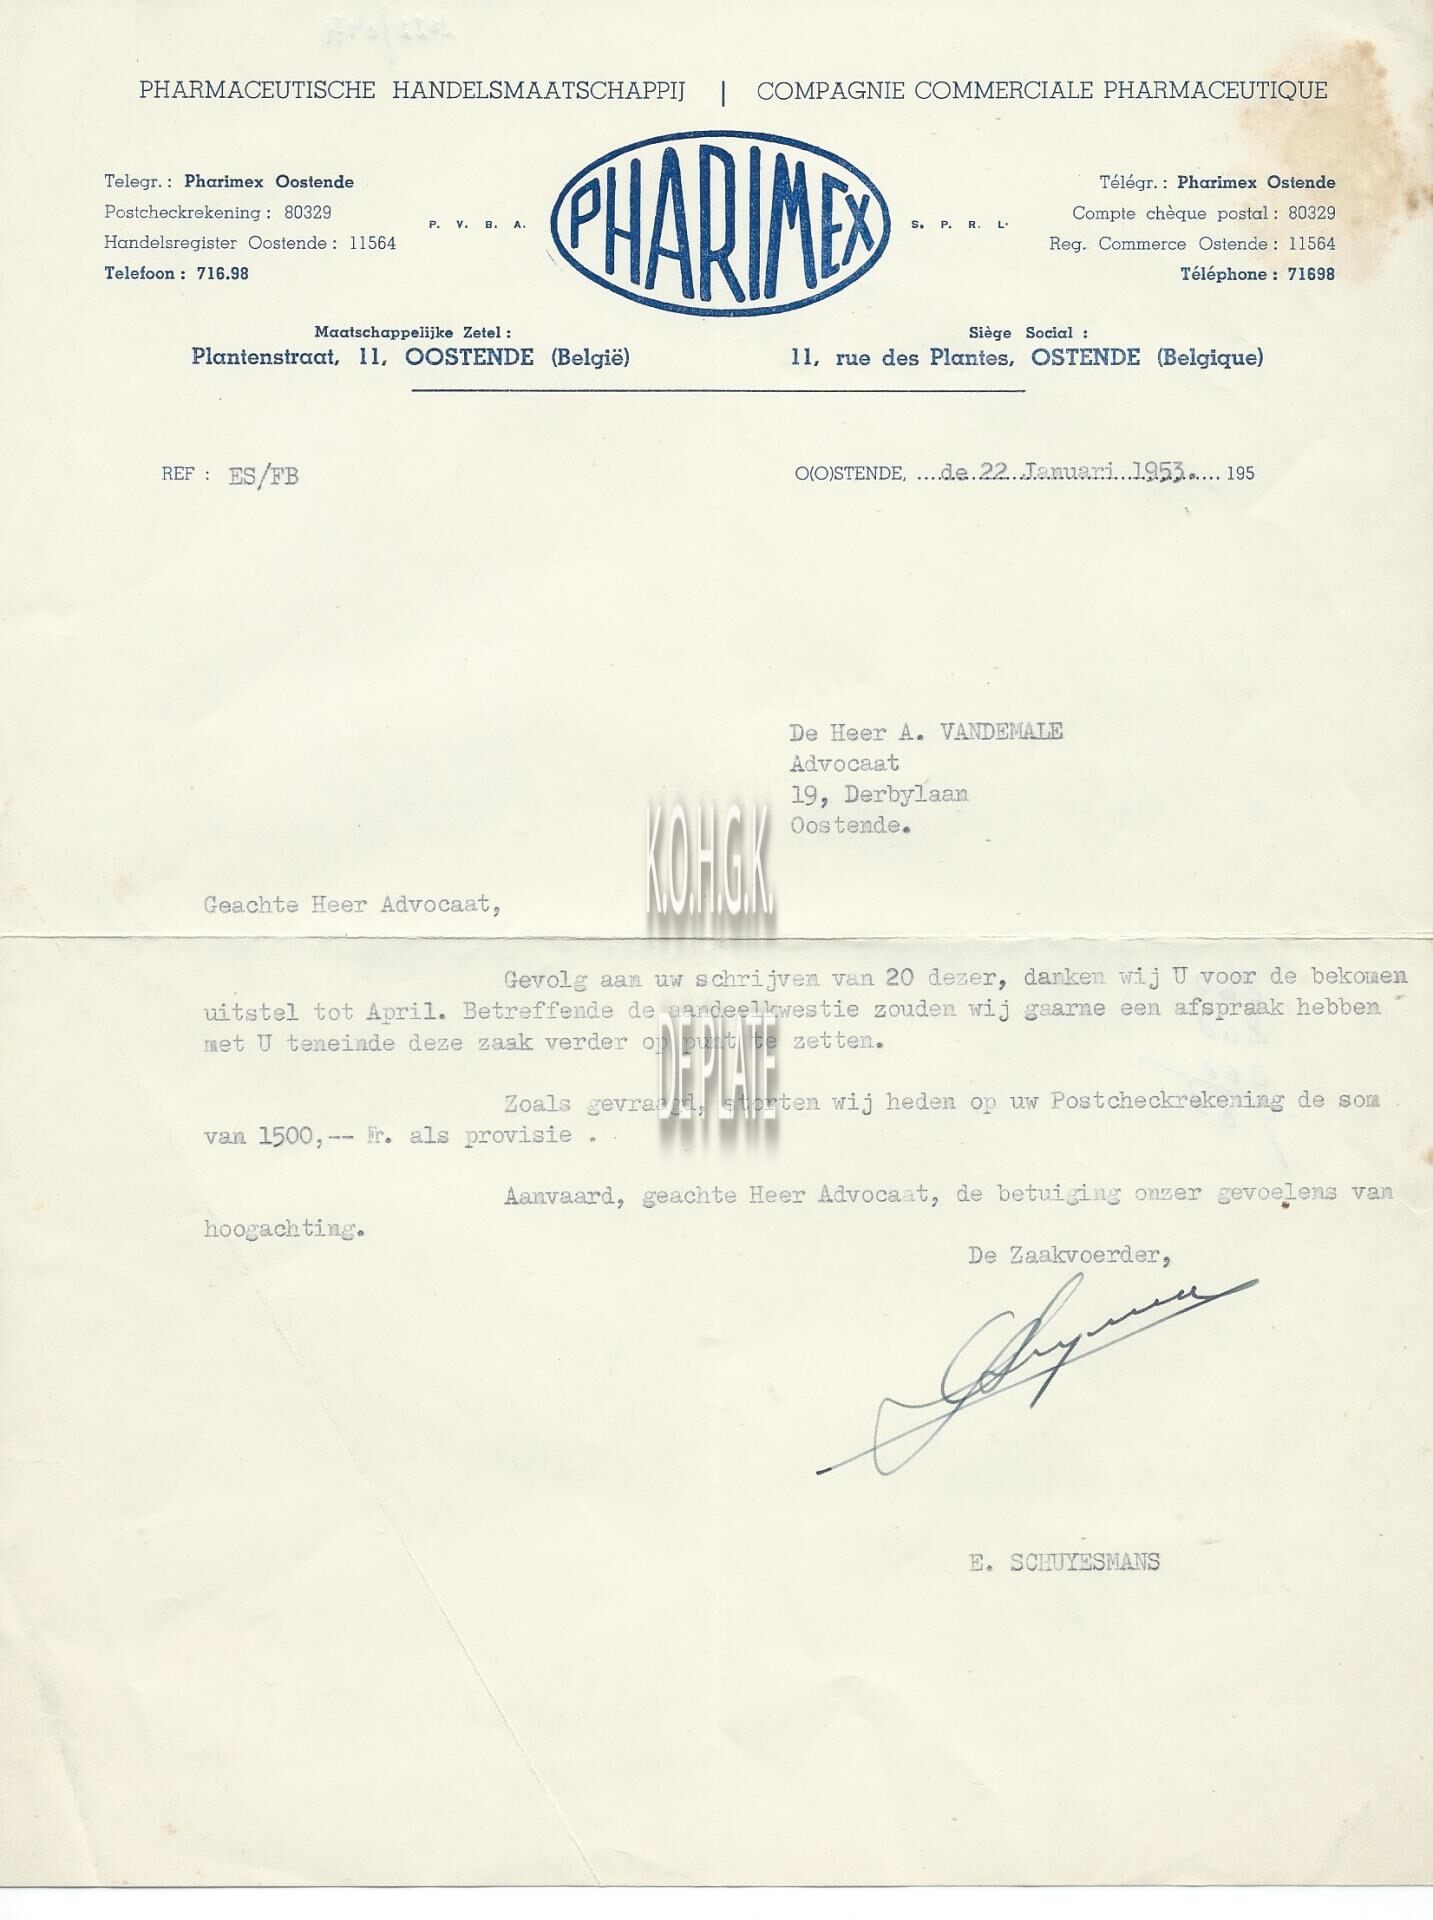 PHARMACEUTISCHE HANDELSMAATSCHAPPIJ | COMPAGNIE COMMERCIALE PHARMACEUTIQUE
PHARIMEX
P. V. B. A.
S. P. R. L.
Telegr. : Pharimex Oostende
Postcheckrekening : 80329
Handelsregister Oostende : 11564
Telefoon : 716.98
Télégr. : Pharimex Ostende
Compte chèque postal : 80329
Reg. Commerce Ostende : 11564
Téléphone : 71698
Maatschappelijke Zetel :
Plantenstraat, 11, OOSTENDE (België)
Siège Social :
11, rue des Plantes, OSTENDE (Belgique)
REF : ES/FB
O(O)STENDE, de 22 Januari 1953. 195
De Heer A. VANDEMALE
Advocaat
19, Derbylaan
Oostende.
K.O.H.G.K.
DE PLATE
Geachte Heer Advocaat,
Gevolg aan uw schrijven van 20 dezer, danken wij U voor de bekomen
uitstel tot April. Betreffende de aandeelkwestie zouden wij gaarne een afspraak hebben
met U teneinde deze zaak verder op punt te zetten.
Zoals gevraagd, storten wij heden op uw Postcheckrekening de som
van 1500,-- Fr. als provisie .
Aanvaard, geachte Heer Advocaat, de betuiging onzer gevoelens van
hoogachting.
De Zaakvoerder,
E. SCHUYESMANS